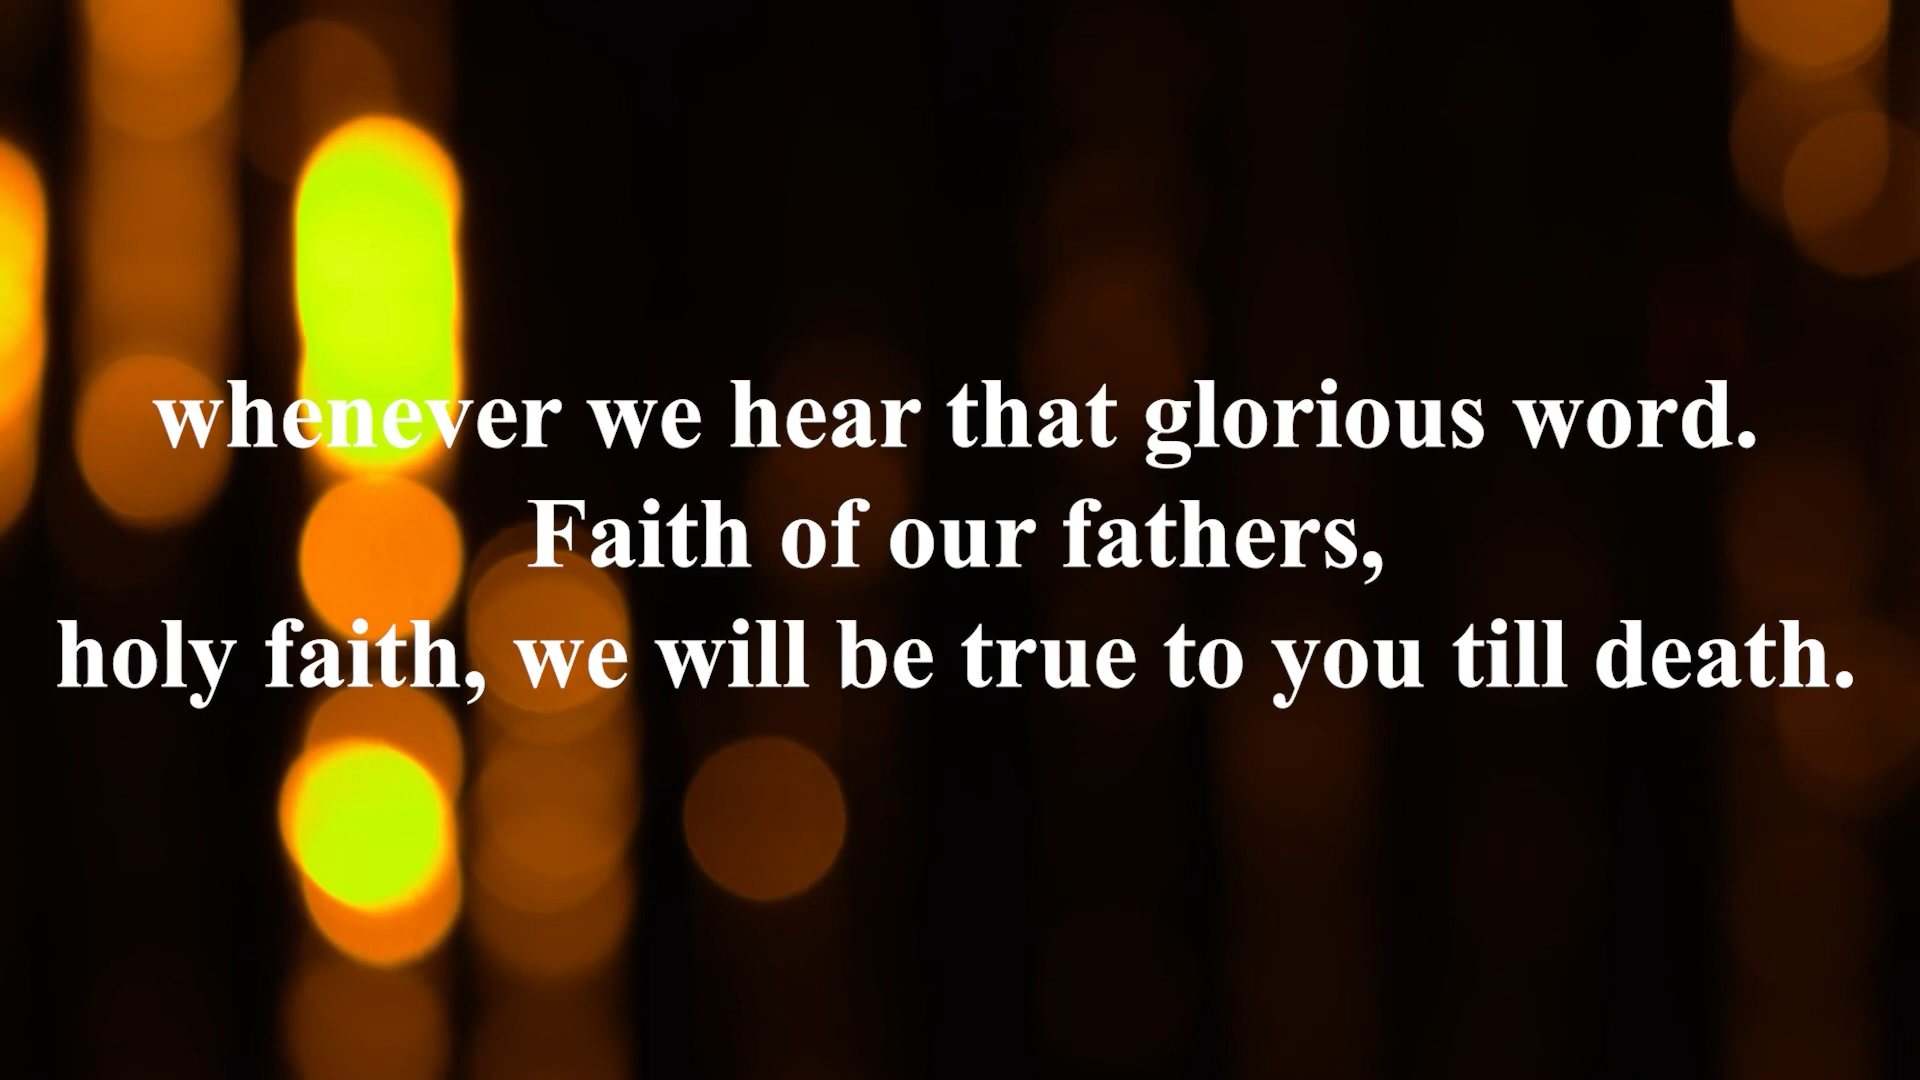 whenever we hear that glorious word.
Faith of our fathers,
holy faith, we will be true to you till death.